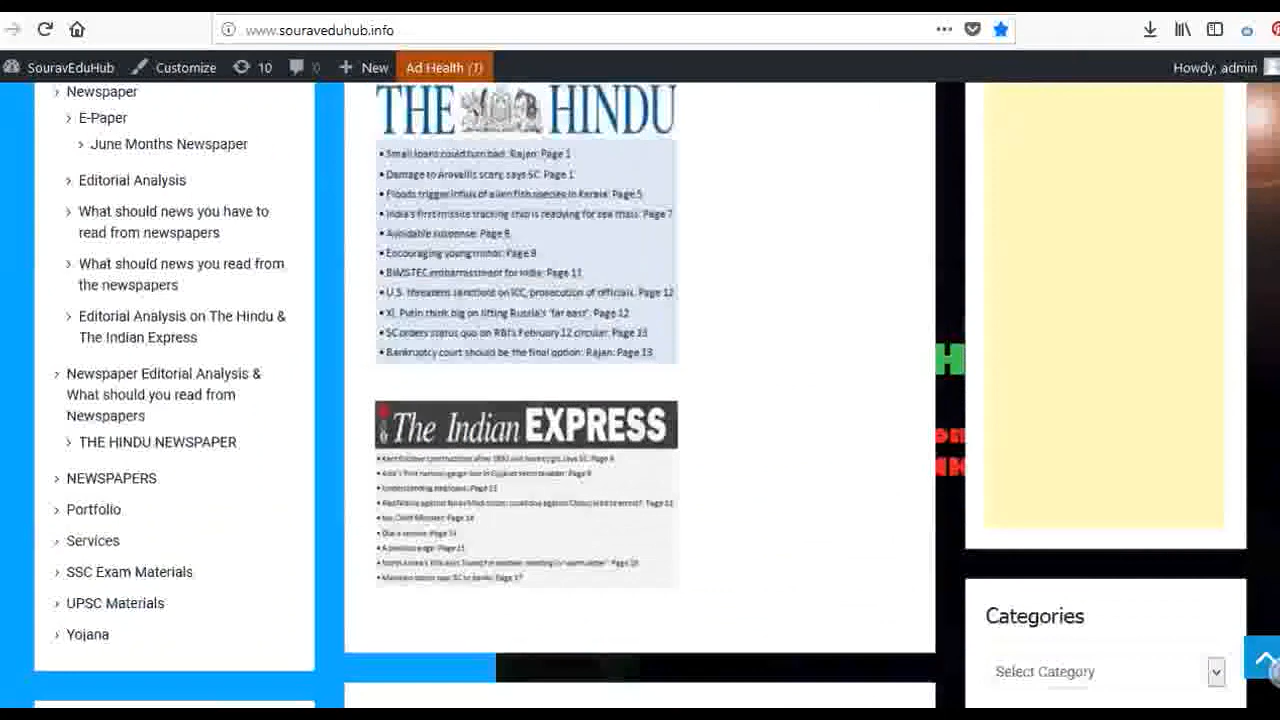 www.souraveduhub.info
SouravEduHub Customize 10 0 New Ad Health (1) Howdy, admin
Newspaper
E-Paper
June Months Newspaper
Editorial Analysis
What should news you have to
read from newspapers
What should news you read from
the newspapers
Editorial Analysis on The Hindu &
The Indian Express
Newspaper Editorial Analysis &
What should you read from
Newspapers
THE HINDU NEWSPAPER
NEWSPAPERS
Portfolio
Services
SSC Exam Materials
UPSC Materials
Yojana
THE HINDU
• Small loans could turn bad: Rajan: Page 1
• Damage to Aravallis scary, says SC: Page 1
• Floods trigger influx of alien fish species in Kerala: Page 5
• India's first missile tracking ship is readying for sea trials: Page 7
• Avoidable suspense: Page 8
• Encouraging young minds: Page 8
• BIMSTEC embarrassment for India: Page 11
• U.S. threatens sanctions on ICC, prosecution of officials: Page 12
• Xi, Putin think big on lifting Russia's 'far east': Page 12
• SC orders status quo on RBI's February 12 circular: Page 13
• Bankruptcy court should be the final option: Rajan: Page 13
The Indian EXPRESS
• Understanding bad loans: Page 13
Categories
Select Category